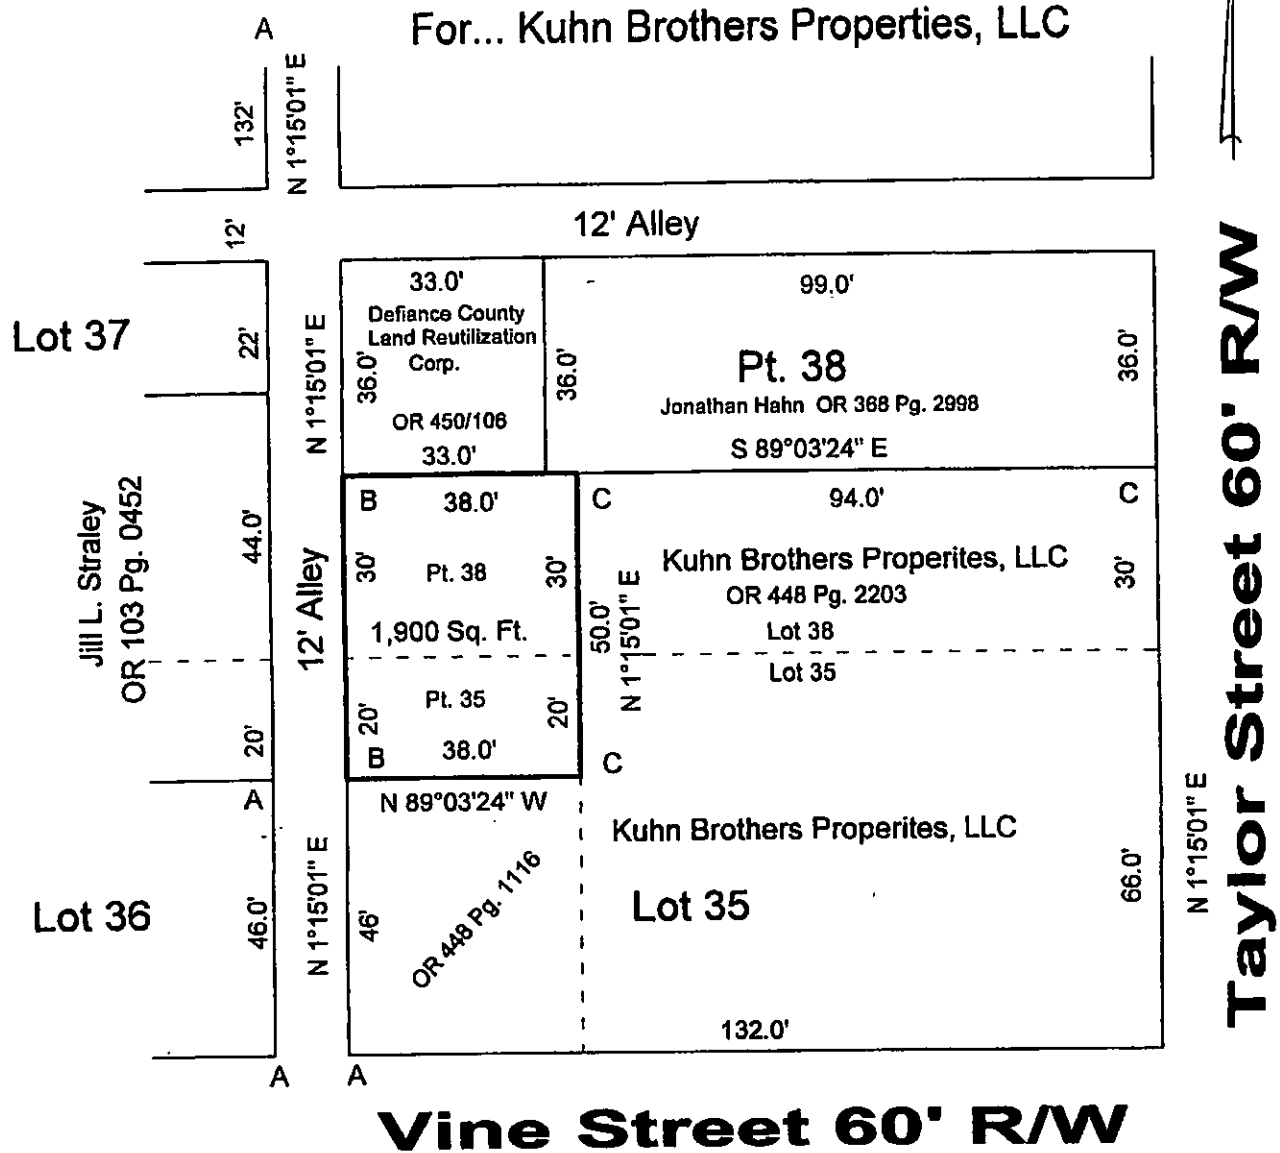 For... Kuhn Brothers Properties, LLC
A
132'
N 1°15'01" E
12'
12' Alley
Lot 37
22'
N 1°15'01" E
33.0'
Defiance County
Land Reutilization
Corp.
36.0'
OR 450/106
33.0'
36.0'
99.0'
Pt. 38
Jonathan Hahn OR 368 Pg. 2998
S 89°03'24" E
36.0'
Taylor Street 60' R/W
Jill L. Straley
OR 103 Pg. 0452
44.0'
12' Alley
B
38.0'
30'
Pt. 38
30'
1,900 Sq. Ft.
Pt. 35
20'
20'
B
38.0'
C
94.0'
C
50.0'
N 1°15'01" E
Kuhn Brothers Properites, LLC
OR 448 Pg. 2203
Lot 38
Lot 35
30'
C
20'
A
N 89°03'24" W
Kuhn Brothers Properites, LLC
Lot 36
46.0'
N 1°15'01" E
46'
OR 448 Pg. 1116
Lot 35
66.0'
N 1°15'01" E
132.0'
A
A
Vine Street 60' R/W